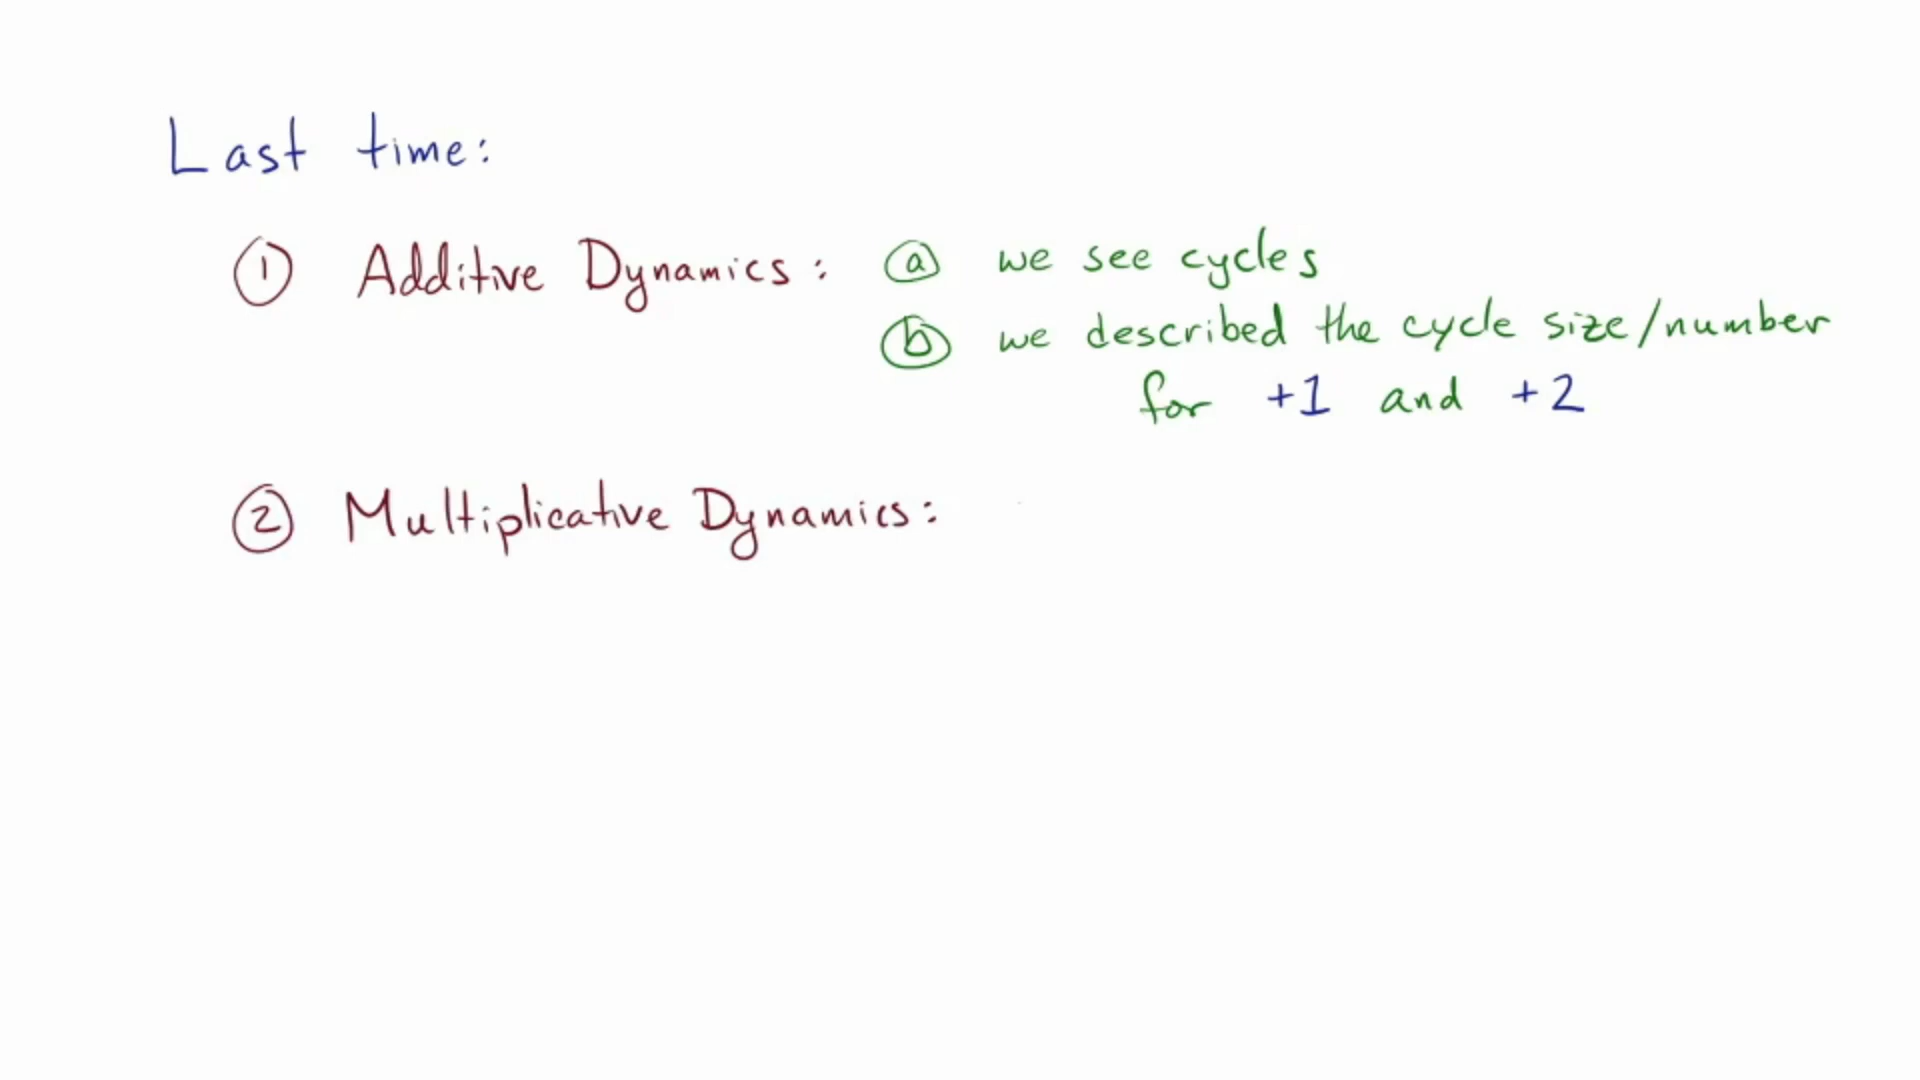 Last time:
① Additive Dynamics: ⓐ we see cycles
ⓑ we described the cycle size/number
for +1 and +2
② Multiplicative Dynamics: